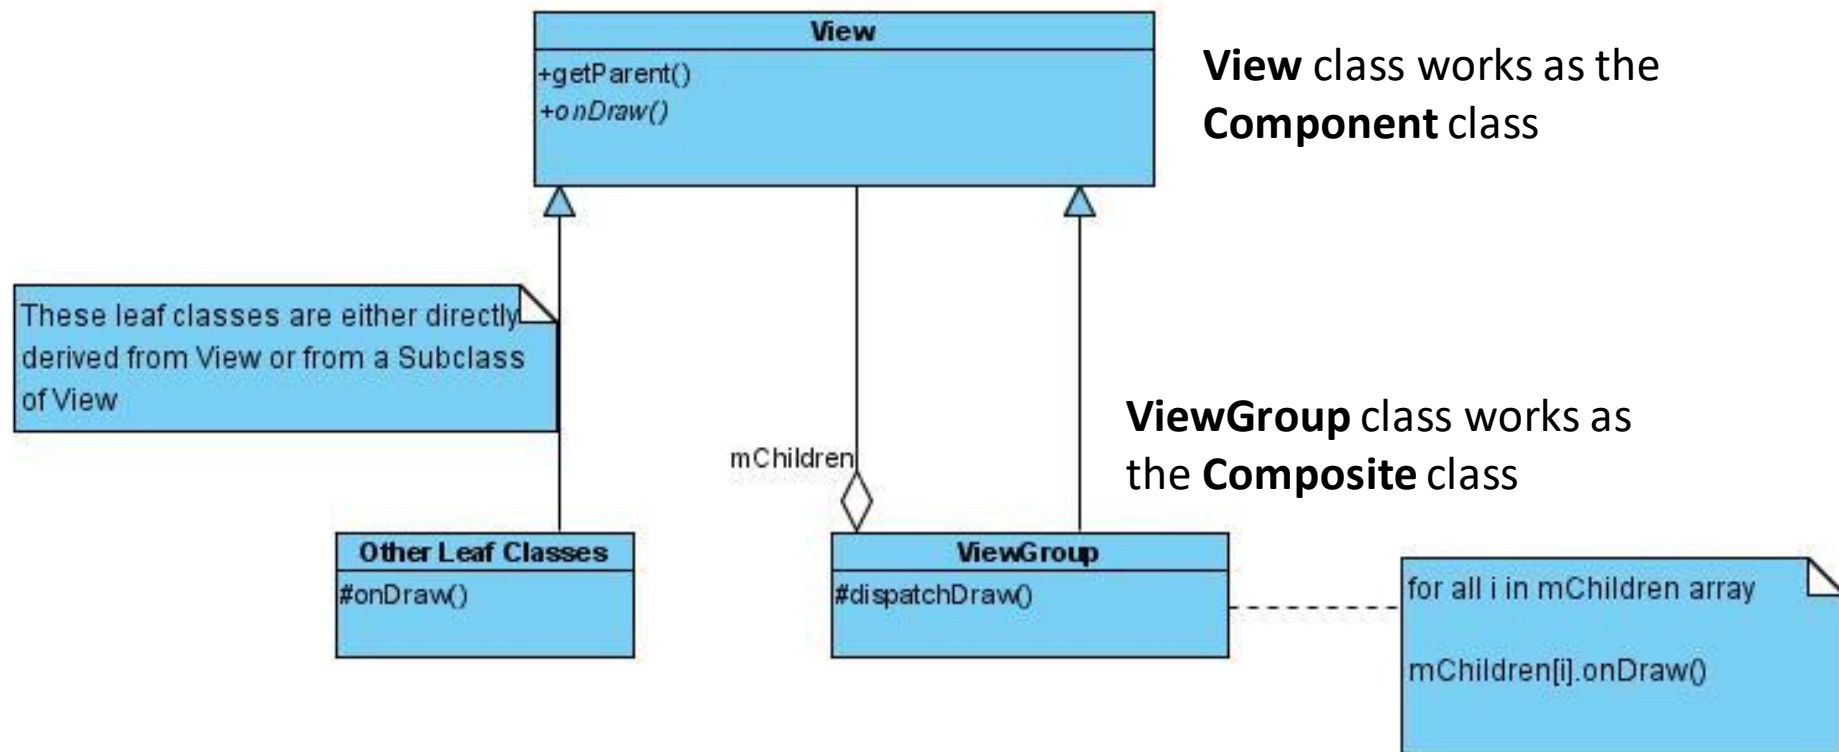 View
+getParent()
+onDraw()
View class works as the
Component class
These leaf classes are either directly
derived from View or from a Subclass
of View
mChildren
ViewGroup class works as
the Composite class
Other Leaf Classes
#onDraw()
ViewGroup
#dispatchDraw()
for all i in mChildren array
mChildren[i].onDraw()